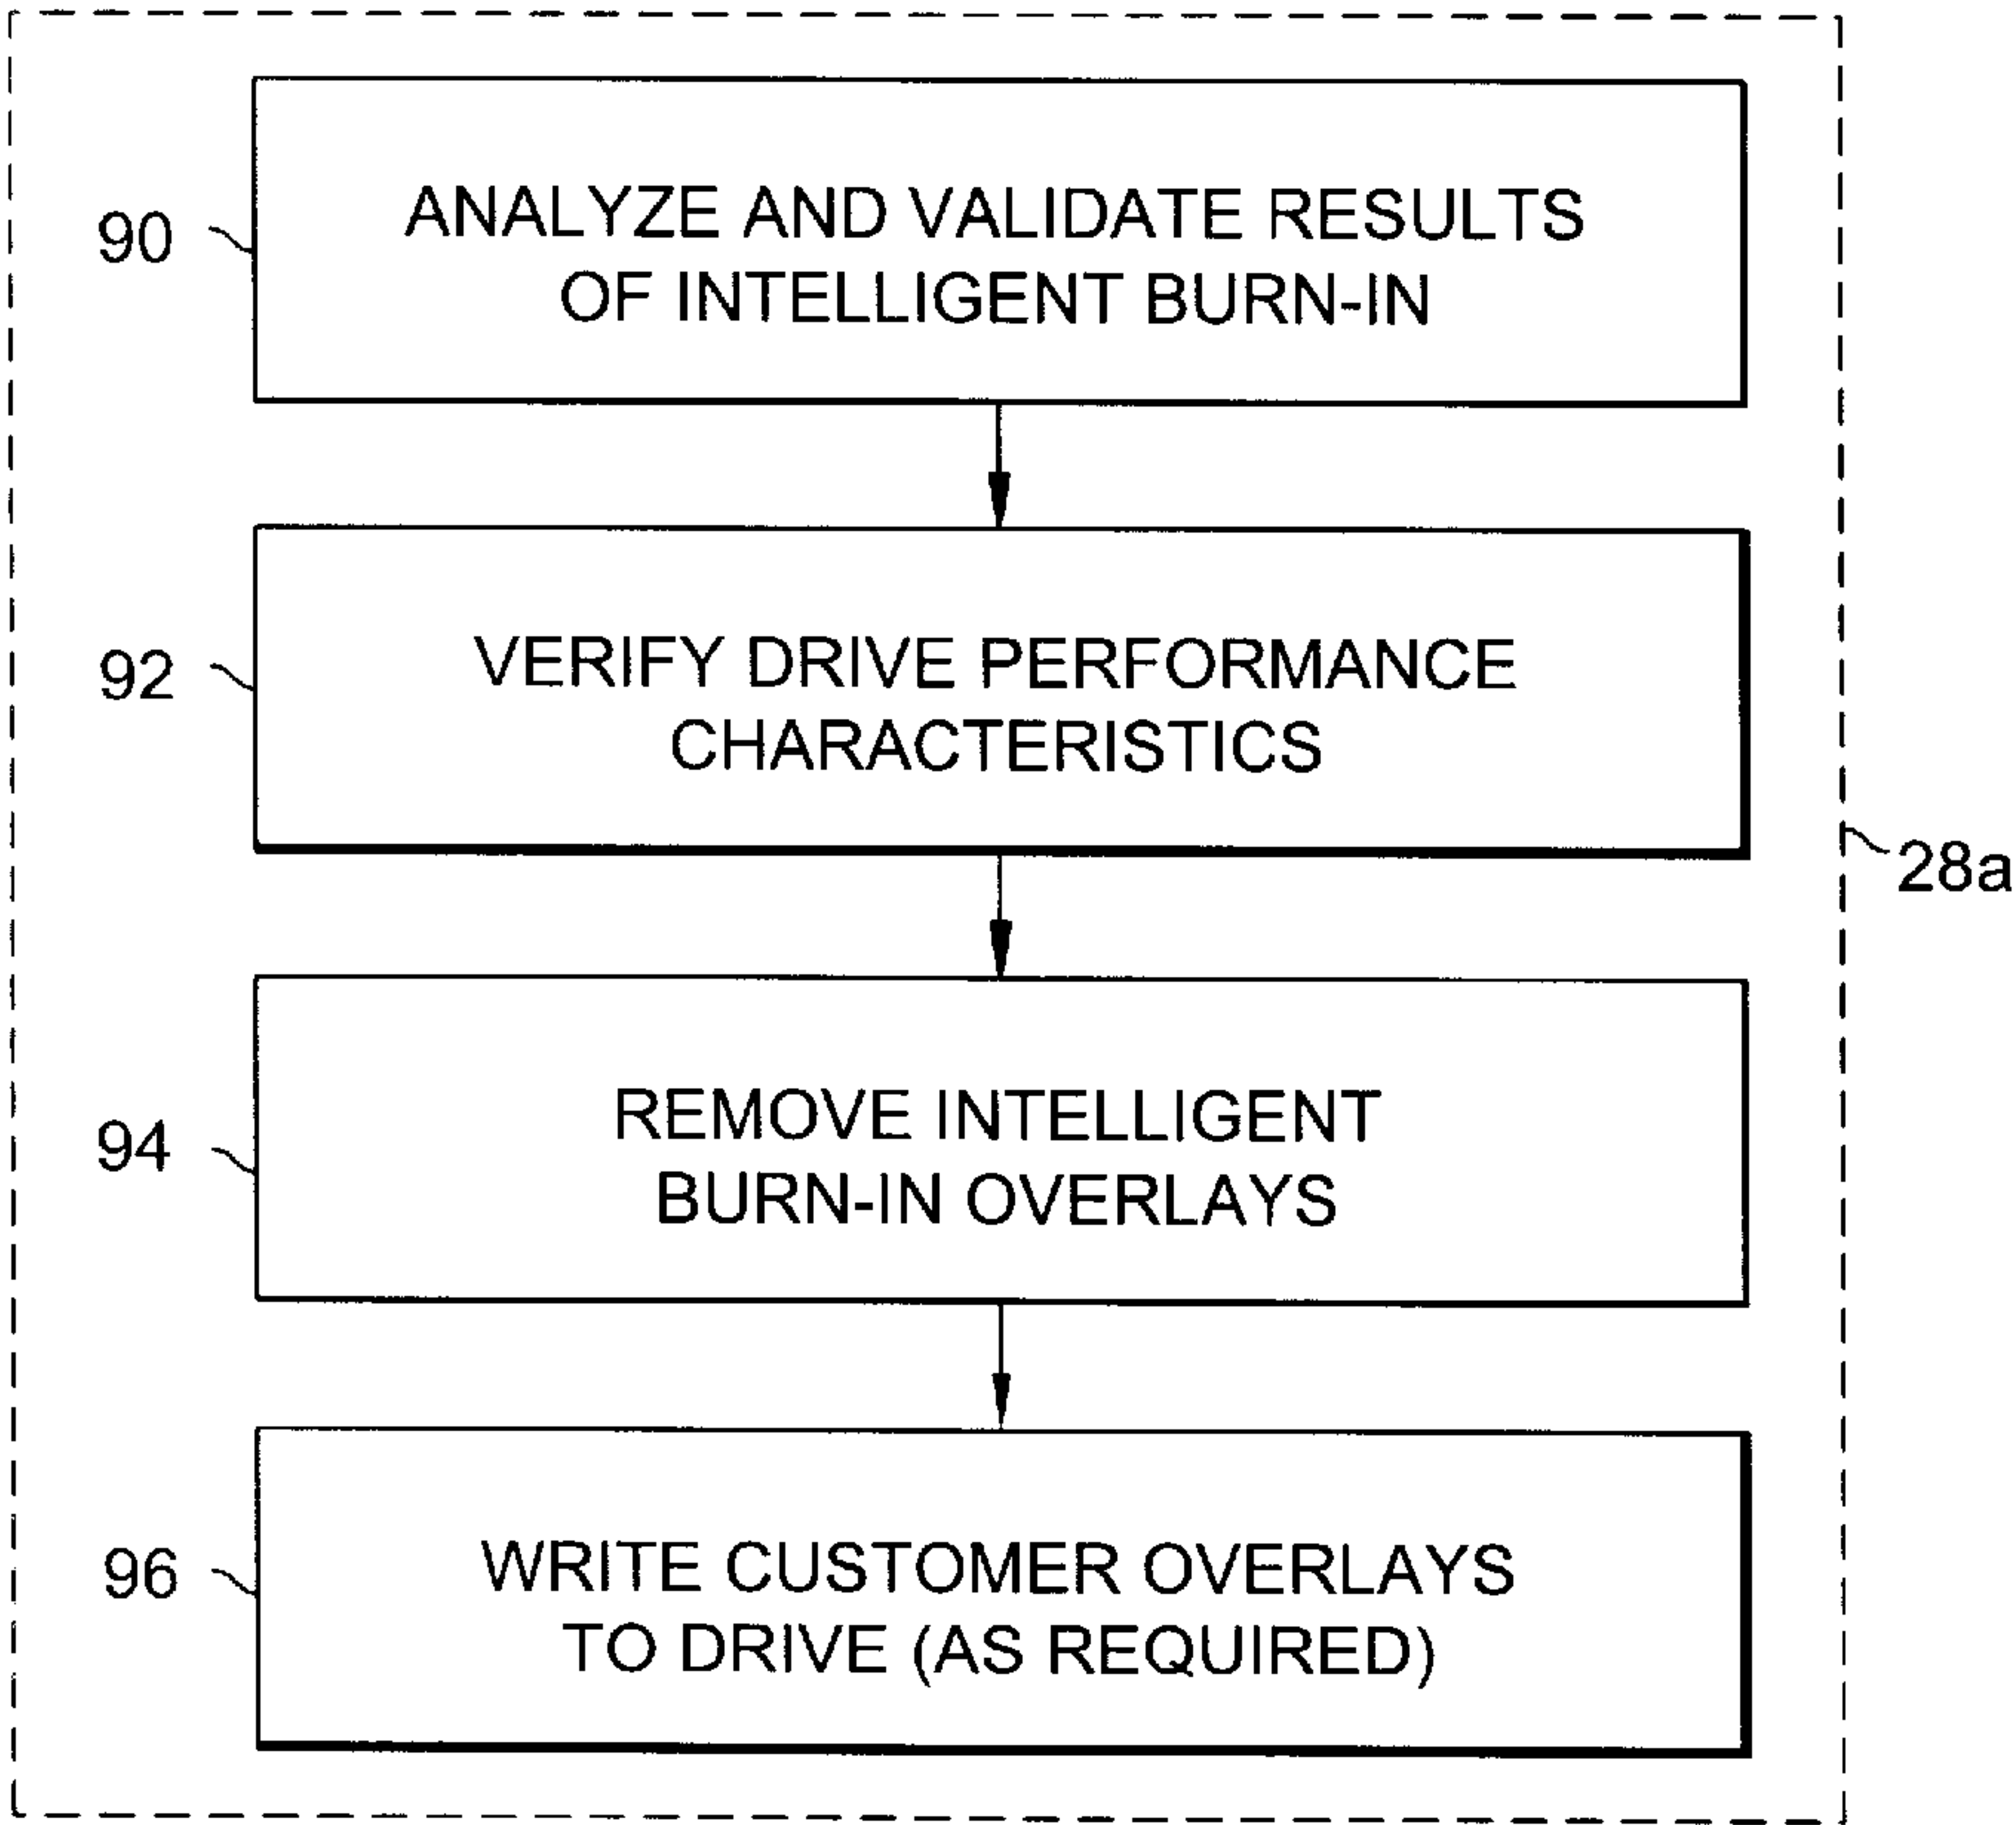 90
ANALYZE AND VALIDATE RESULTS
OF INTELLIGENT BURN-IN
92
VERIFY DRIVE PERFORMANCE
CHARACTERISTICS
28a
94
REMOVE INTELLIGENT
BURN-IN OVERLAYS
96
WRITE CUSTOMER OVERLAYS
TO DRIVE (AS REQUIRED)